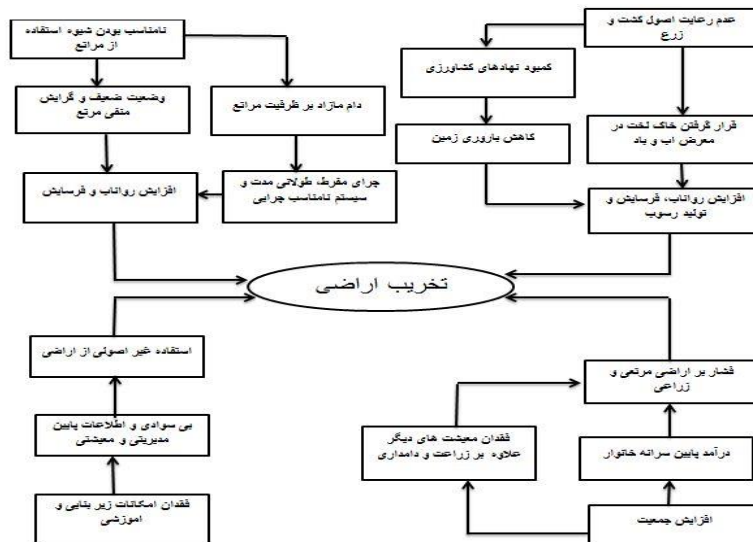 عدم رعایت اصول کشت و
زرع
کمبود نهادهای کشاورزی
قرار گرفتن خاک لخت در
معرض اب و باد
کاهش باروری زمین
افزایش رواناب، فرسایش و
تولید رسوب
نامناسب بودن شیوه استفاده
از مراتع
وضعیت ضعیف و گرایش
منفی مرتع
دام مازاد بر ظرفیت مراتع
چرای مفرط، طولانی مدت و
سیستم نامناسب چرایی
افزایش رواناب و فرسایش
تخریب اراضی
فشار بر اراضی مرتعی و
زراعی
فقدان معیشت های دیگر
علاوه بر زراعت و دامداری
درآمد پایین سرانه خانوار
افزایش جمعیت
استفاده غیر اصولی از اراضی
بی سوادی و اطلاعات پایین
مدیریتی و معیشتی
فقدان امکانات زیر بنایی و
اموزشی